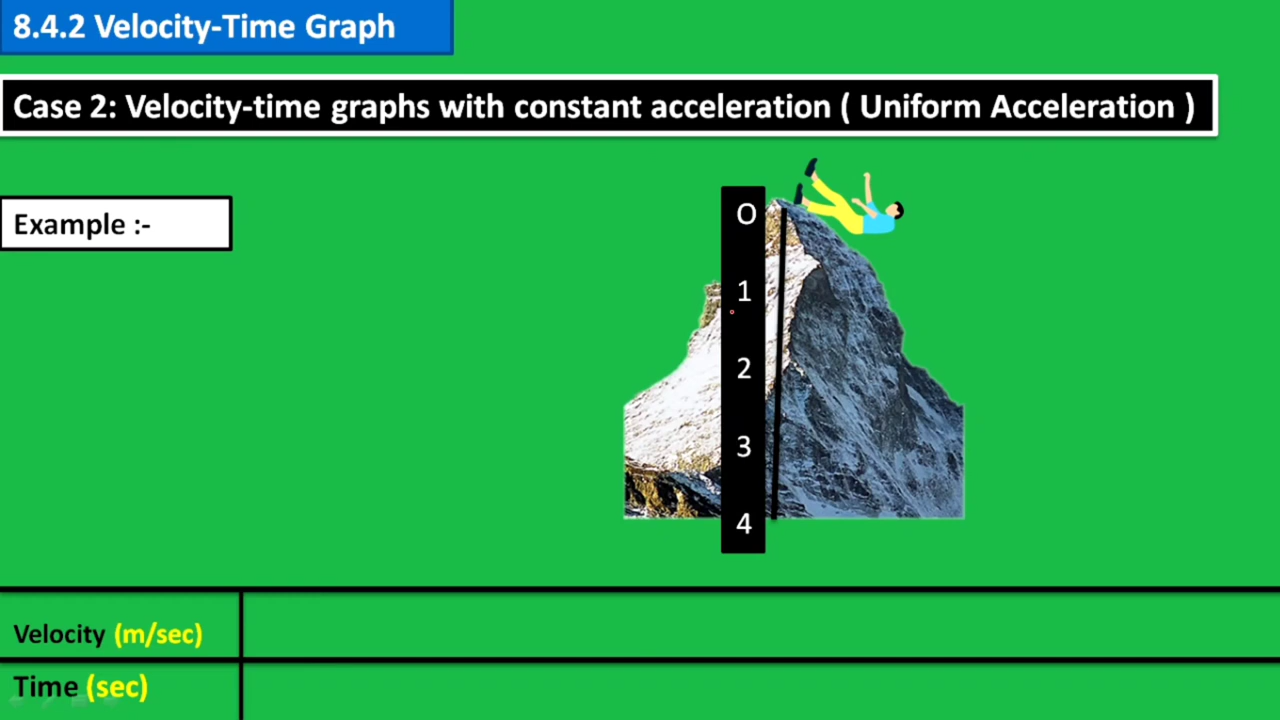 8.4.2 Velocity-Time Graph
Case 2: Velocity-time graphs with constant acceleration ( Uniform Acceleration )
Example :-
O
1
2
3
4
Velocity (m/sec)
Time (sec)